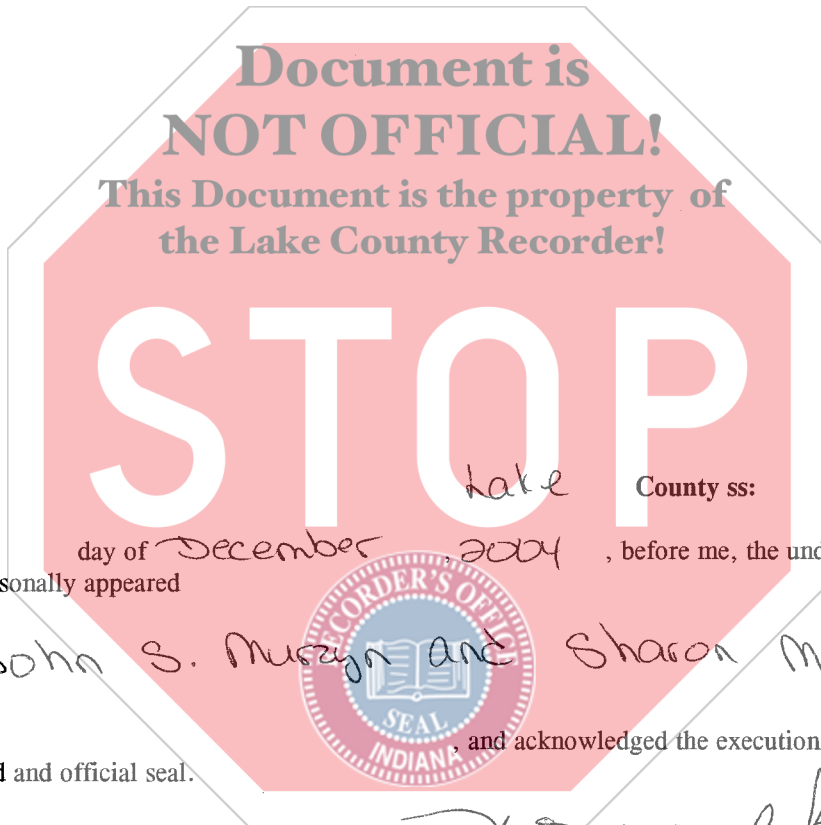 Document is
NOT OFFICIAL!
This Document is the property of
the Lake County Recorder!
STOP
Lake County ss:
day of December , 2004 , before me, the und
sonally appeared
ohn S. Murzyn and Sharon M
RECORDER'S OFFICE
SEAL
INDIANA
, and acknowledged the execution
d and official seal.